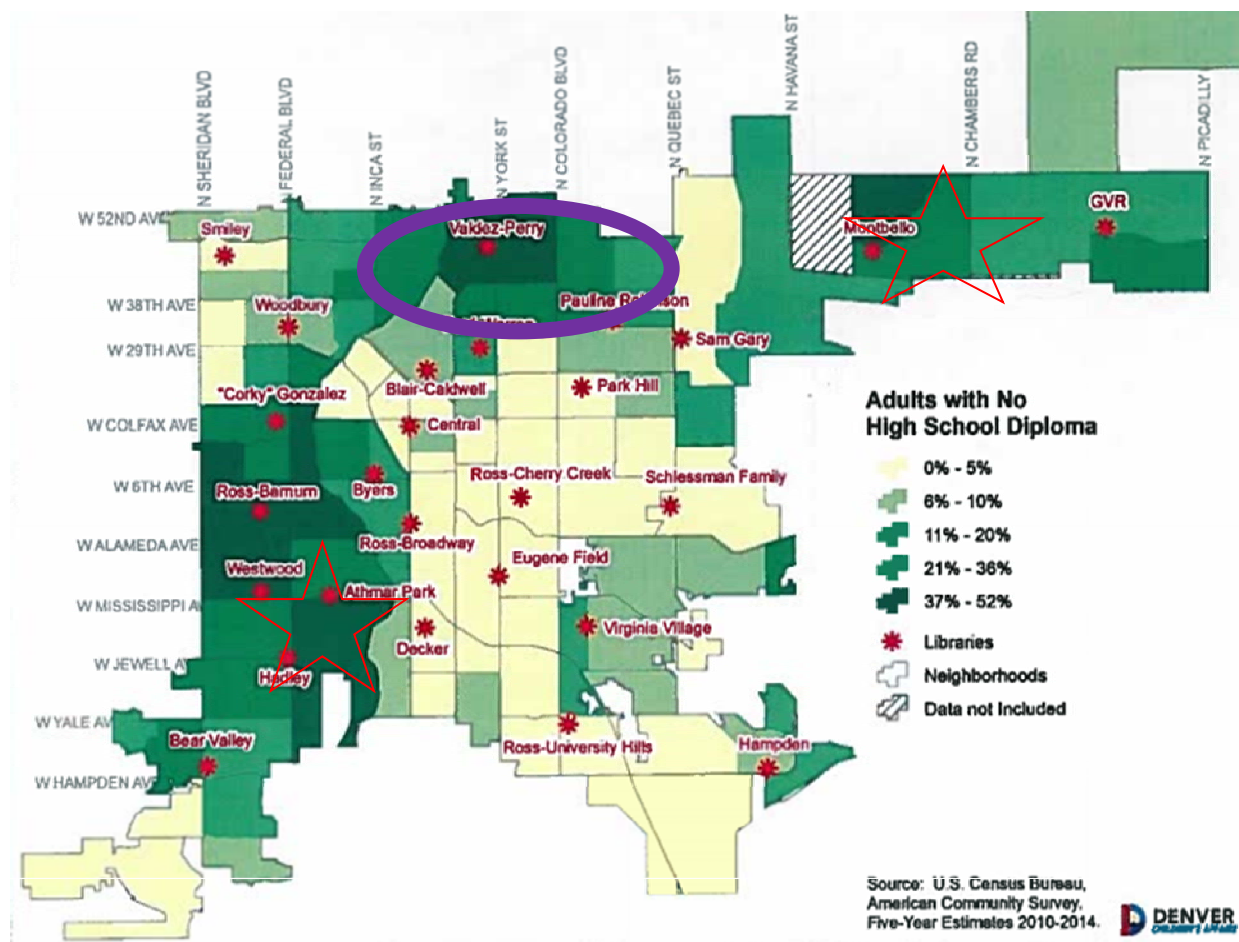 N SHERIDAN BLVD
N FEDERAL BLVD
N INCA ST
N YORK ST
N COLORADO BLVD
N QUEBEC ST
N HAVANA ST
N CHAMBERS RD
N PICADILLY
W 52ND AV
W 38TH AVE
W 29TH AVE
W COLFAX AVE
W 6TH AVE
W ALAMEDA AVE
W MISSISSIPPI A
W JEWELL A
W YALE AV
W HAMPDEN AVE
Smiley
Valdez-Perry
Montbello
GVR
Woodbury
Pauline Robinson
Sam Gary
Blair-Caldwell
Park Hill
"Corky" Gonzalez
Central
Ross-Cherry Creek
Schlessman Family
Ross-Barnum
Byers
Ross-Broadway
Eugene Field
Westwood
Athmar Park
Virginia Village
Decker
Hadley
Bear Valley
Ross-University Hills
Hampden
Adults with No
High School Diploma
0% - 5%
6% - 10%
11% - 20%
21% - 36%
37% - 52%
Libraries
Neighborhoods
Data not Included
Source: U.S. Census Bureau,
American Community Survey,
Five-Year Estimates 2010-2014.
DENVER